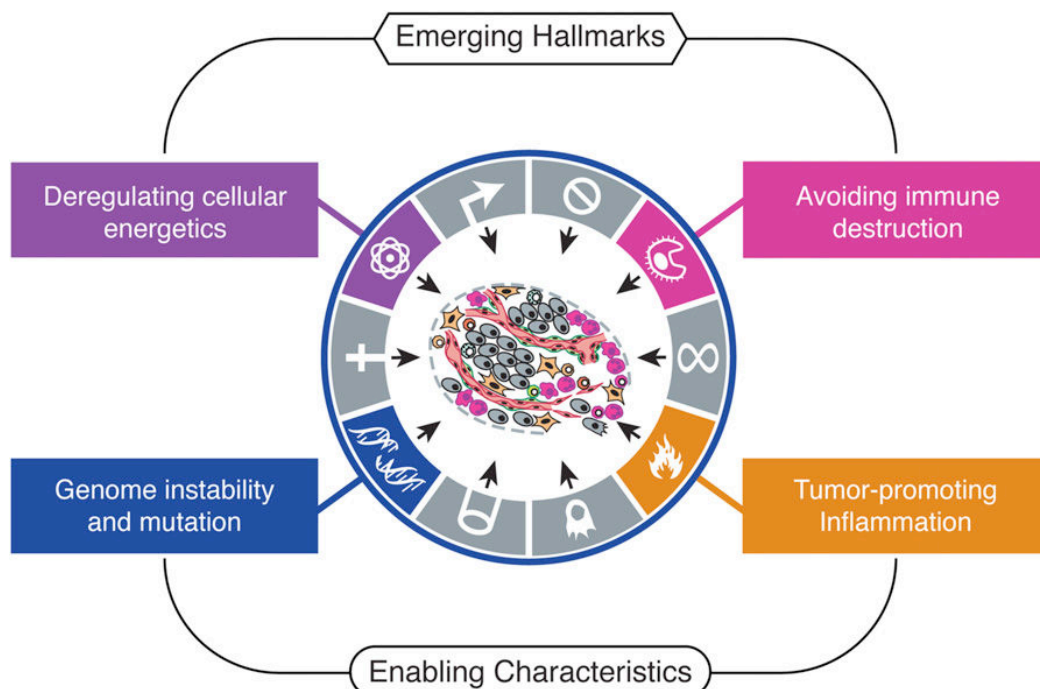 Emerging Hallmarks
Deregulating cellular
energetics
Avoiding immune
destruction
Genome instability
and mutation
Tumor-promoting
Inflammation
Enabling Characteristics